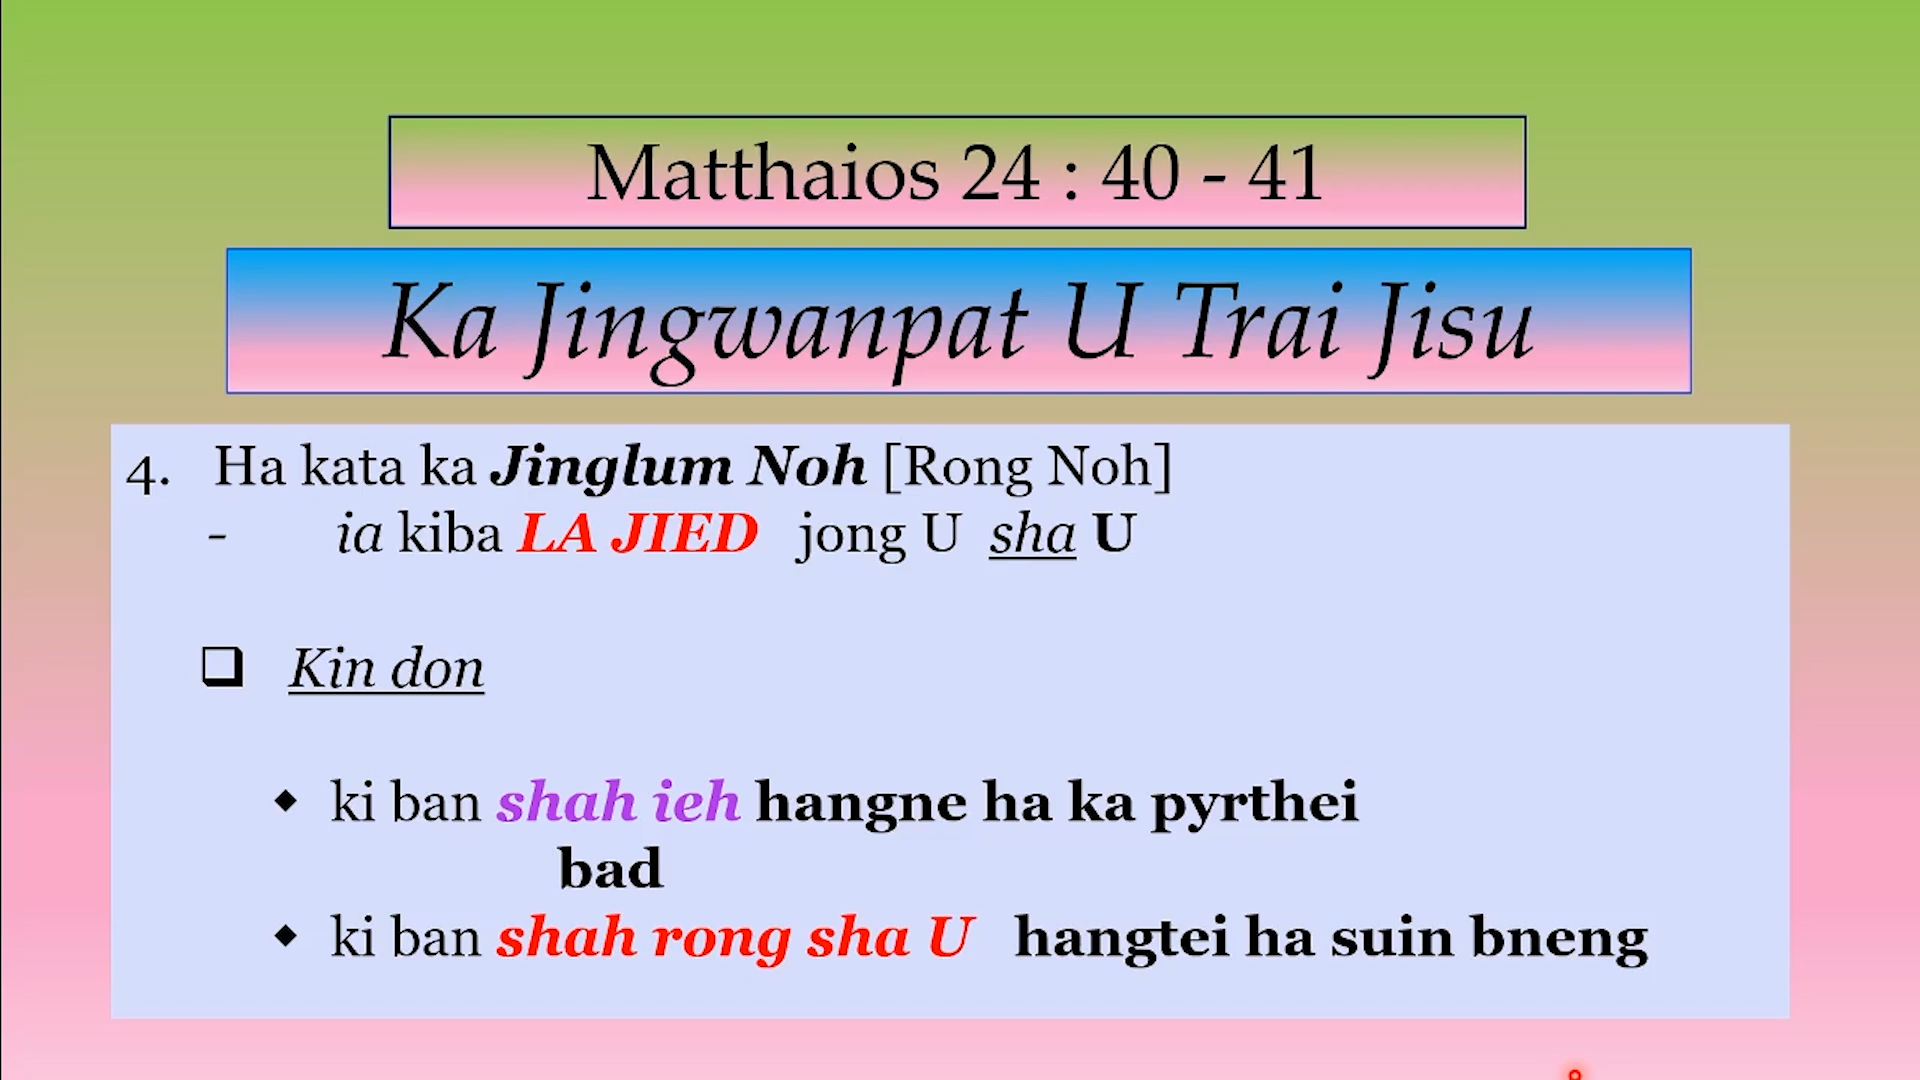 Matthaios 24 : 40 - 41
Ka Jingwanpat U Trai Jisu
4. Ha kata ka Jinglum Noh [Rong Noh]
- ia kiba LA JIED jong U sha U
❑ Kin don
◆ ki ban shah ieh hangne ha ka pyrthei
bad
◆ ki ban shah rong sha U hangtei ha suin bneng